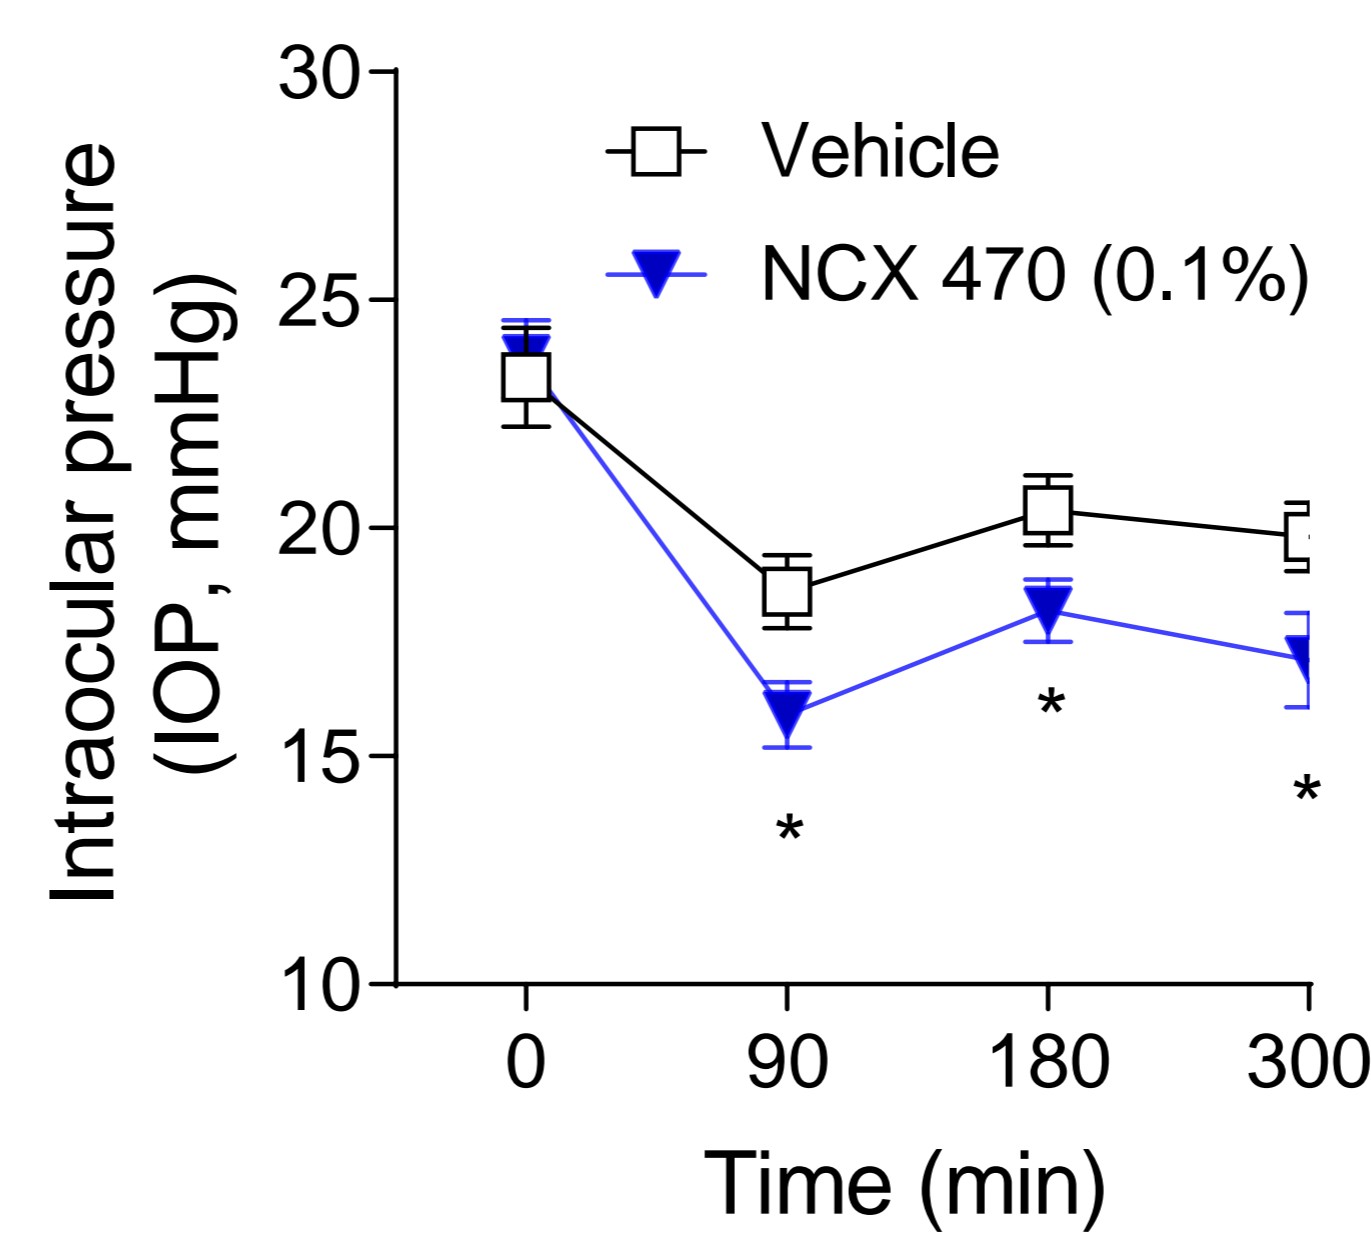 Intraocular pressure
(IOP, mmHg)
30
25
20
15
10
Vehicle
NCX 470 (0.1%)
*
*
*
0 90 180 300
Time (min)